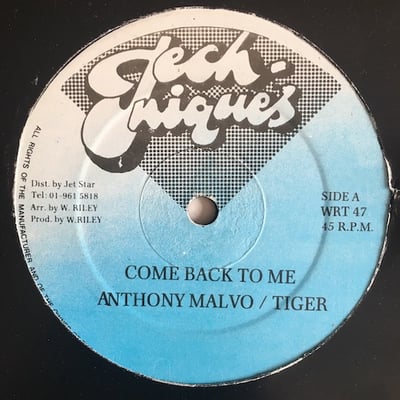 Tech-
niques
ALL RIGHTS OF THE MANUFACTURER AND OF THE
Dist. by Jet Star
Tel: 01-961 5818
Arr. by W. RILEY
Prod. by W. RILEY
SIDE A
WRT 47
45 R.P.M.
COME BACK TO ME
ANTHONY MALVO / TIGER